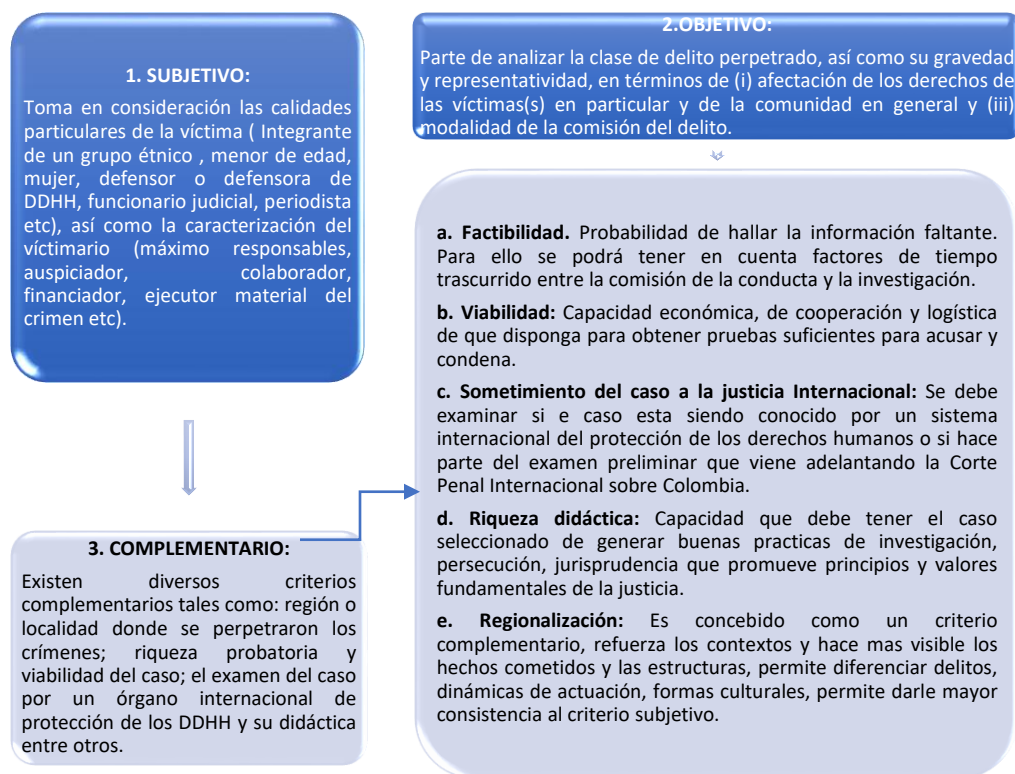 1. SUBJETIVO:
Toma en consideración las calidades
particulares de la víctima ( Integrante
de un grupo étnico , menor de edad,
mujer, defensor o defensora de
DDHH, funcionario judicial, periodista
etc), así como la caracterización del
víctimario (máximo responsables,
auspiciador, colaborador,
financiador, ejecutor material del
crimen etc).
2.OBJETIVO:
Parte de analizar la clase de delito perpetrado, así como su gravedad
y representatividad, en términos de (i) afectación de los derechos de
las víctimas(s) en particular y de la comunidad en general y (iii)
modalidad de la comisión del delito.
3. COMPLEMENTARIO:
Existen diversos criterios
complementarios tales como: región o
localidad donde se perpetraron los
crímenes; riqueza probatoria y
viabilidad del caso; el examen del caso
por un órgano internacional de
protección de los DDHH y su didáctica
entre otros.
a. Factibilidad. Probabilidad de hallar la información faltante.
Para ello se podrá tener en cuenta factores de tiempo
trascurrido entre la comisión de la conducta y la investigación.
b. Viabilidad: Capacidad económica, de cooperación y logística
de que disponga para obtener pruebas suficientes para acusar y
condena.
c. Sometimiento del caso a la justicia Internacional: Se debe
examinar si e caso esta siendo conocido por un sistema
internacional del protección de los derechos humanos o si hace
parte del examen preliminar que viene adelantando la Corte
Penal Internacional sobre Colombia.
d. Riqueza didáctica: Capacidad que debe tener el caso
seleccionado de generar buenas practicas de investigación,
persecución, jurisprudencia que promueve principios y valores
fundamentales de la justicia.
e. Regionalización: Es concebido como un criterio
complementario, refuerza los contextos y hace mas visible los
hechos cometidos y las estructuras, permite diferenciar delitos,
dinámicas de actuación, formas culturales, permite darle mayor
consistencia al criterio subjetivo.